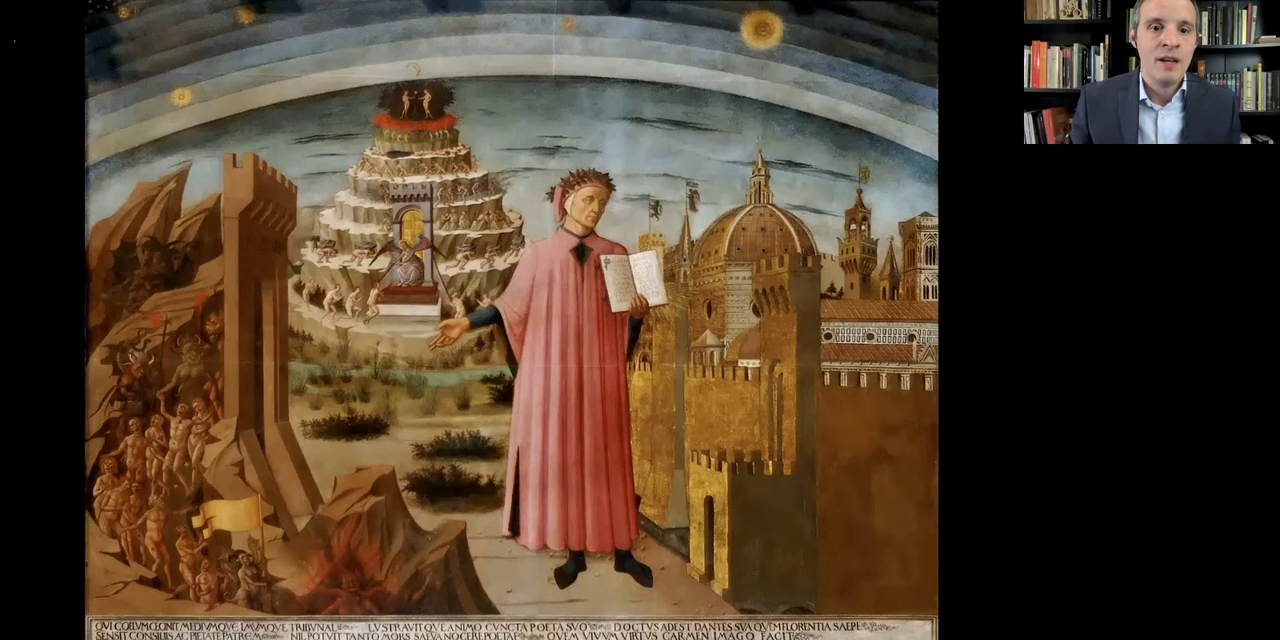 QVI COELVM CECINIT MEDIVMQVE IMVMQVE TRIBVNAL LVSTRAVITQVE ANIMO CVNCTA POETA SVO DOCTVS ADEST DANTES SVA QVEM FLORENTIA SAEPE
SENSIT CONSILIIS AC PIETATE PATREM NIL POTVIT TANTO MORS SAEVA NOCERE POETAE QVEM VIVVM VIRTVS CARMEN IMAGO FACIT